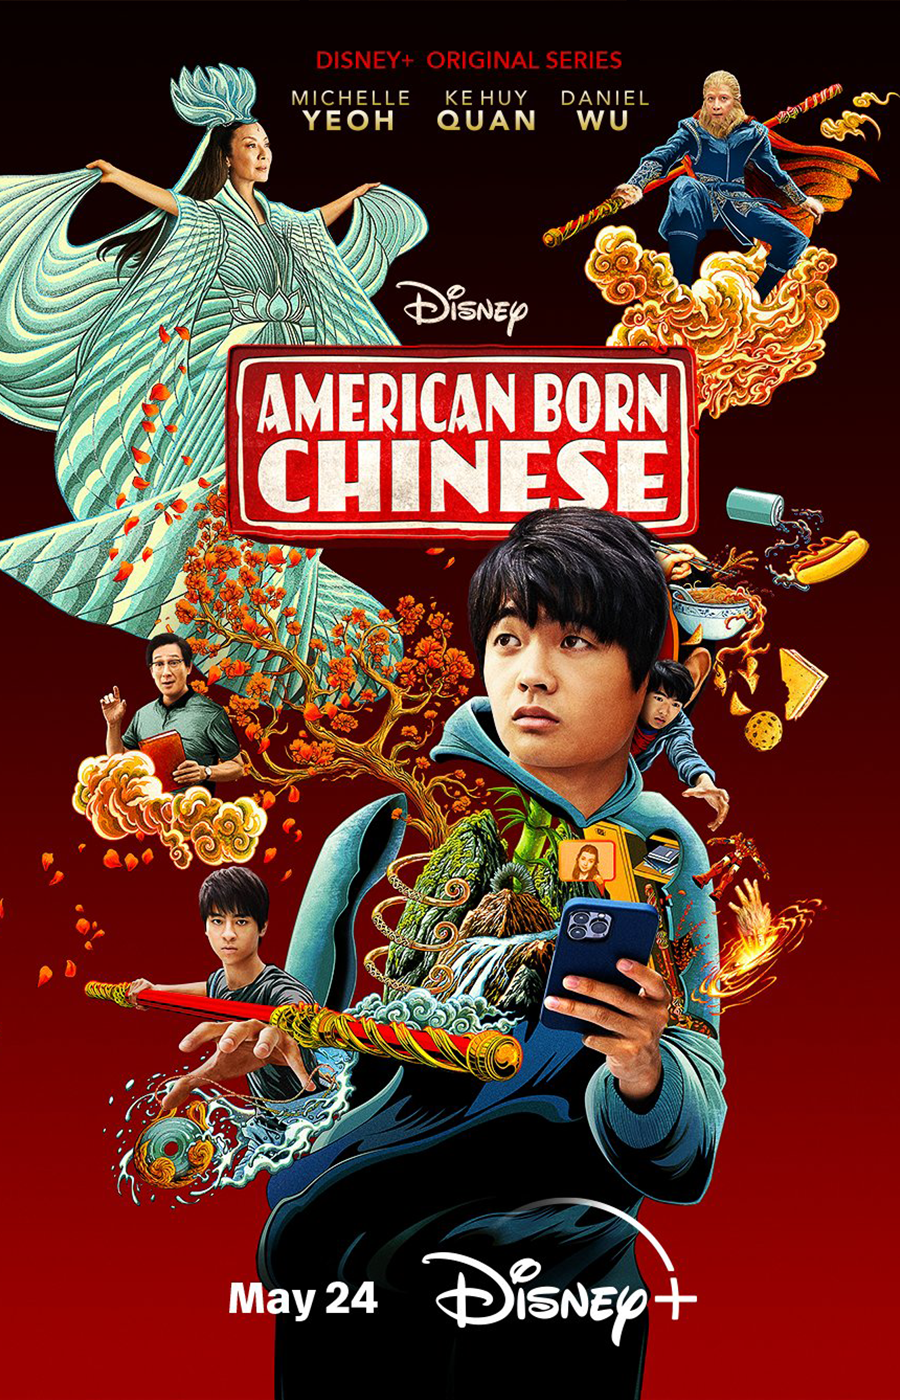 DISNEY+ ORIGINAL SERIES
MICHELLE YEOH
KE HUY QUAN
DANIEL WU
Disney
AMERICAN BORN
CHINESE
May 24
Disney+